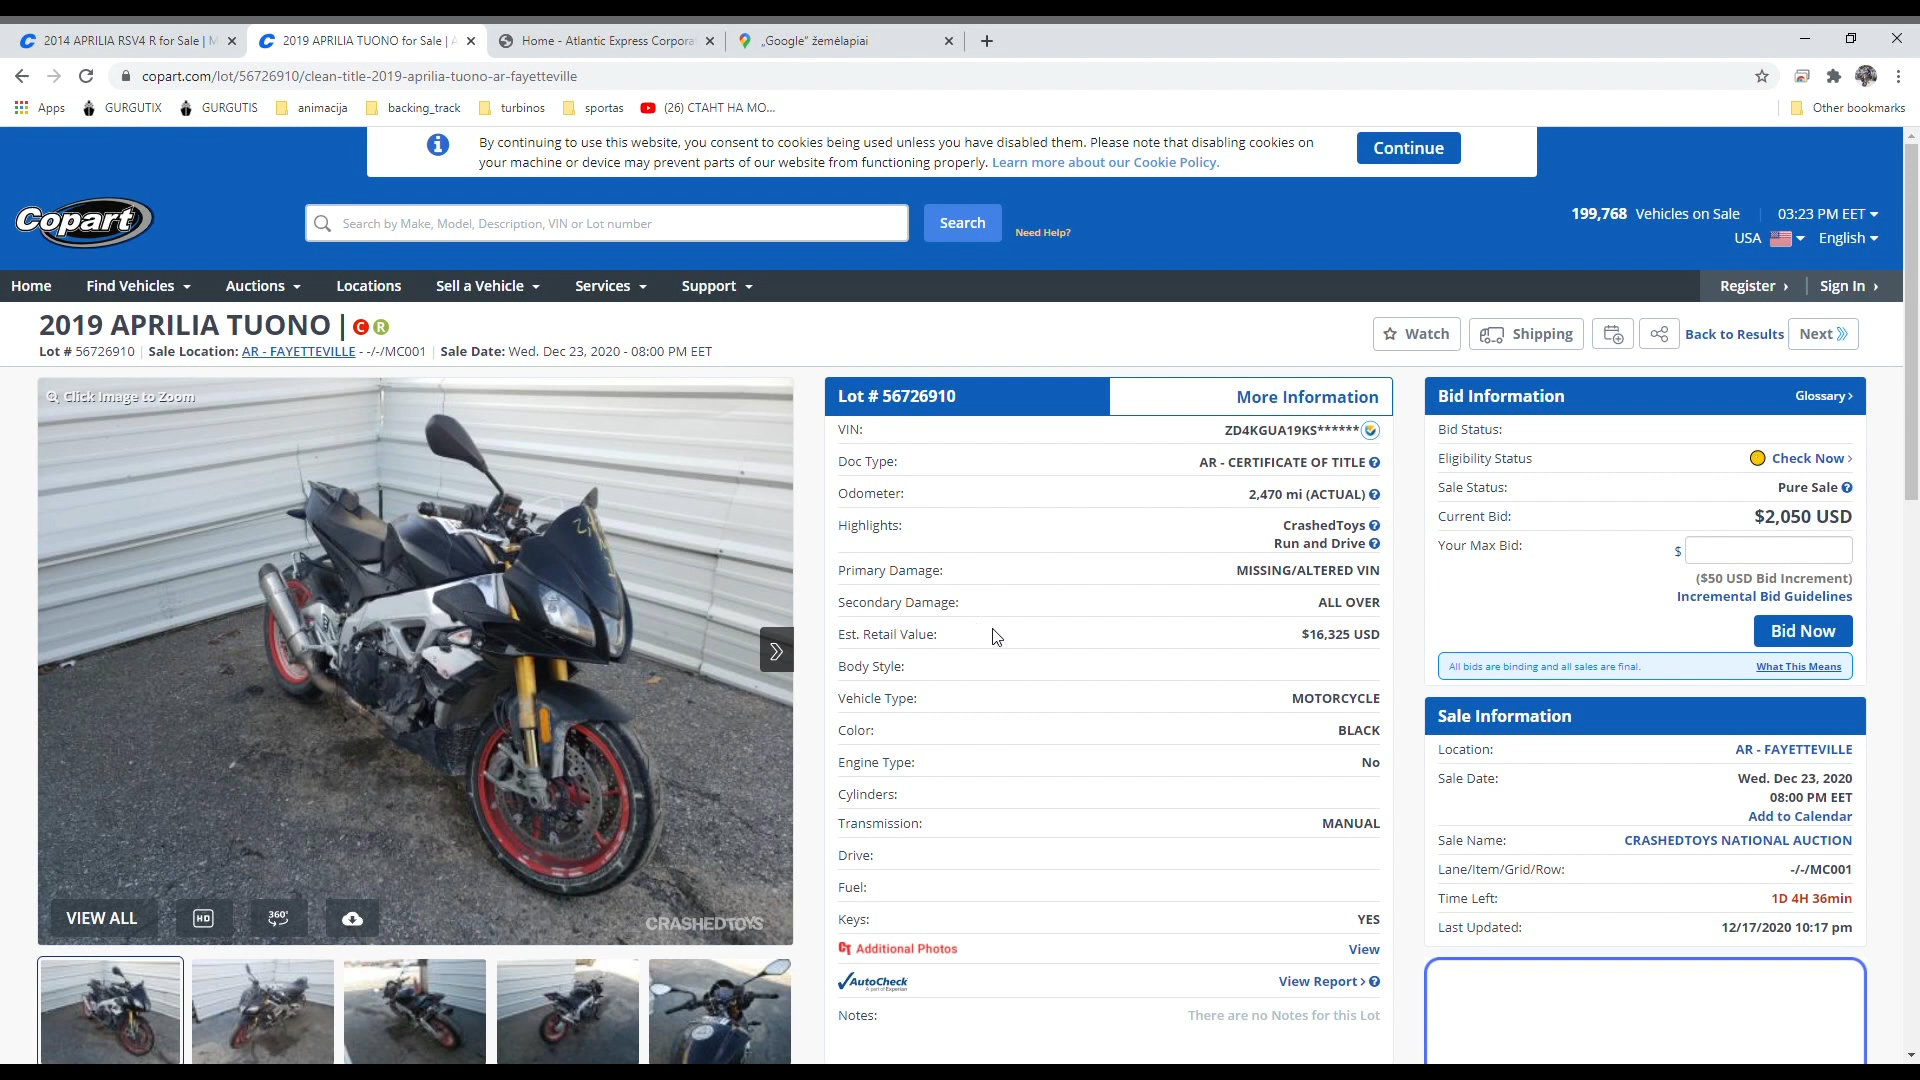 2014 APRILIA RSV4 R for Sale | M
2019 APRILIA TUONO for Sale | A
Home - Atlantic Express Corpora
„Google“ žemėlapiai
copart.com/lot/56726910/clean-title-2019-aprilia-tuono-ar-fayetteville
Apps
GURGUTIX
GURGUTIS
animacija
backing_track
turbinos
sportas
(26) СТАНТ НА МО...
Other bookmarks
By continuing to use this website, you consent to cookies being used unless you have disabled them. Please note that disabling cookies on
your machine or device may prevent parts of our website from functioning properly. Learn more about our Cookie Policy.
Continue
Copart
Search by Make, Model, Description, VIN or Lot number
Search
Need Help?
199,768 Vehicles on Sale
03:23 PM EET
USA
English
Home
Find Vehicles
Auctions
Locations
Sell a Vehicle
Services
Support
Register
Sign In
2019 APRILIA TUONO | C R
Lot # 56726910 | Sale Location: AR - FAYETTEVILLE - -/-/MC001 | Sale Date: Wed. Dec 23, 2020 - 08:00 PM EET
Watch
Shipping
Back to Results
Next
Click Image to Zoom
VIEW ALL
HD
360°
CRASHEDTOYS
Lot # 56726910
More Information
VIN: ZD4KGUA19KS******
Doc Type: AR - CERTIFICATE OF TITLE
Odometer: 2,470 mi (ACTUAL)
Highlights: CrashedToys
Run and Drive
Primary Damage: MISSING/ALTERED VIN
Secondary Damage: ALL OVER
Est. Retail Value: $16,325 USD
Body Style:
Vehicle Type: MOTORCYCLE
Color: BLACK
Engine Type: No
Cylinders:
Transmission: MANUAL
Drive:
Fuel:
Keys: YES
CT Additional Photos View
AutoCheck View Report >
Notes: There are no Notes for this Lot
Bid Information
Glossary
Bid Status:
Eligibility Status Check Now
Sale Status: Pure Sale
Current Bid: $2,050 USD
Your Max Bid: $
($50 USD Bid Increment)
Incremental Bid Guidelines
Bid Now
All bids are binding and all sales are final. What This Means
Sale Information
Location: AR - FAYETTEVILLE
Sale Date: Wed. Dec 23, 2020
08:00 PM EET
Add to Calendar
Sale Name: CRASHEDTOYS NATIONAL AUCTION
Lane/Item/Grid/Row: -/-/MC001
Time Left: 1D 4H 36min
Last Updated: 12/17/2020 10:17 pm